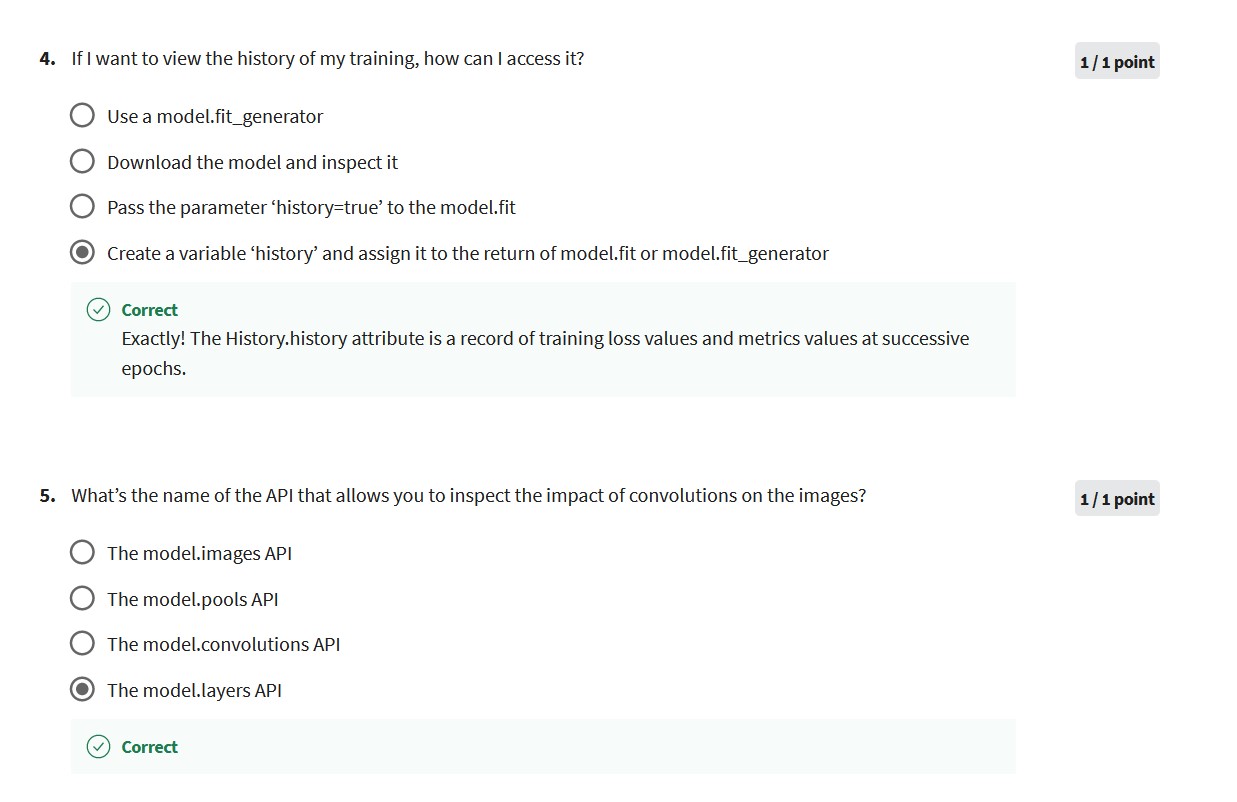 4. If I want to view the history of my training, how can I access it?
1 / 1 point
Use a model.fit_generator
Download the model and inspect it
Pass the parameter ‘history=true’ to the model.fit
Create a variable ‘history’ and assign it to the return of model.fit or model.fit_generator
Correct
Exactly! The History.history attribute is a record of training loss values and metrics values at successive
epochs.
5. What’s the name of the API that allows you to inspect the impact of convolutions on the images?
1 / 1 point
The model.images API
The model.pools API
The model.convolutions API
The model.layers API
Correct